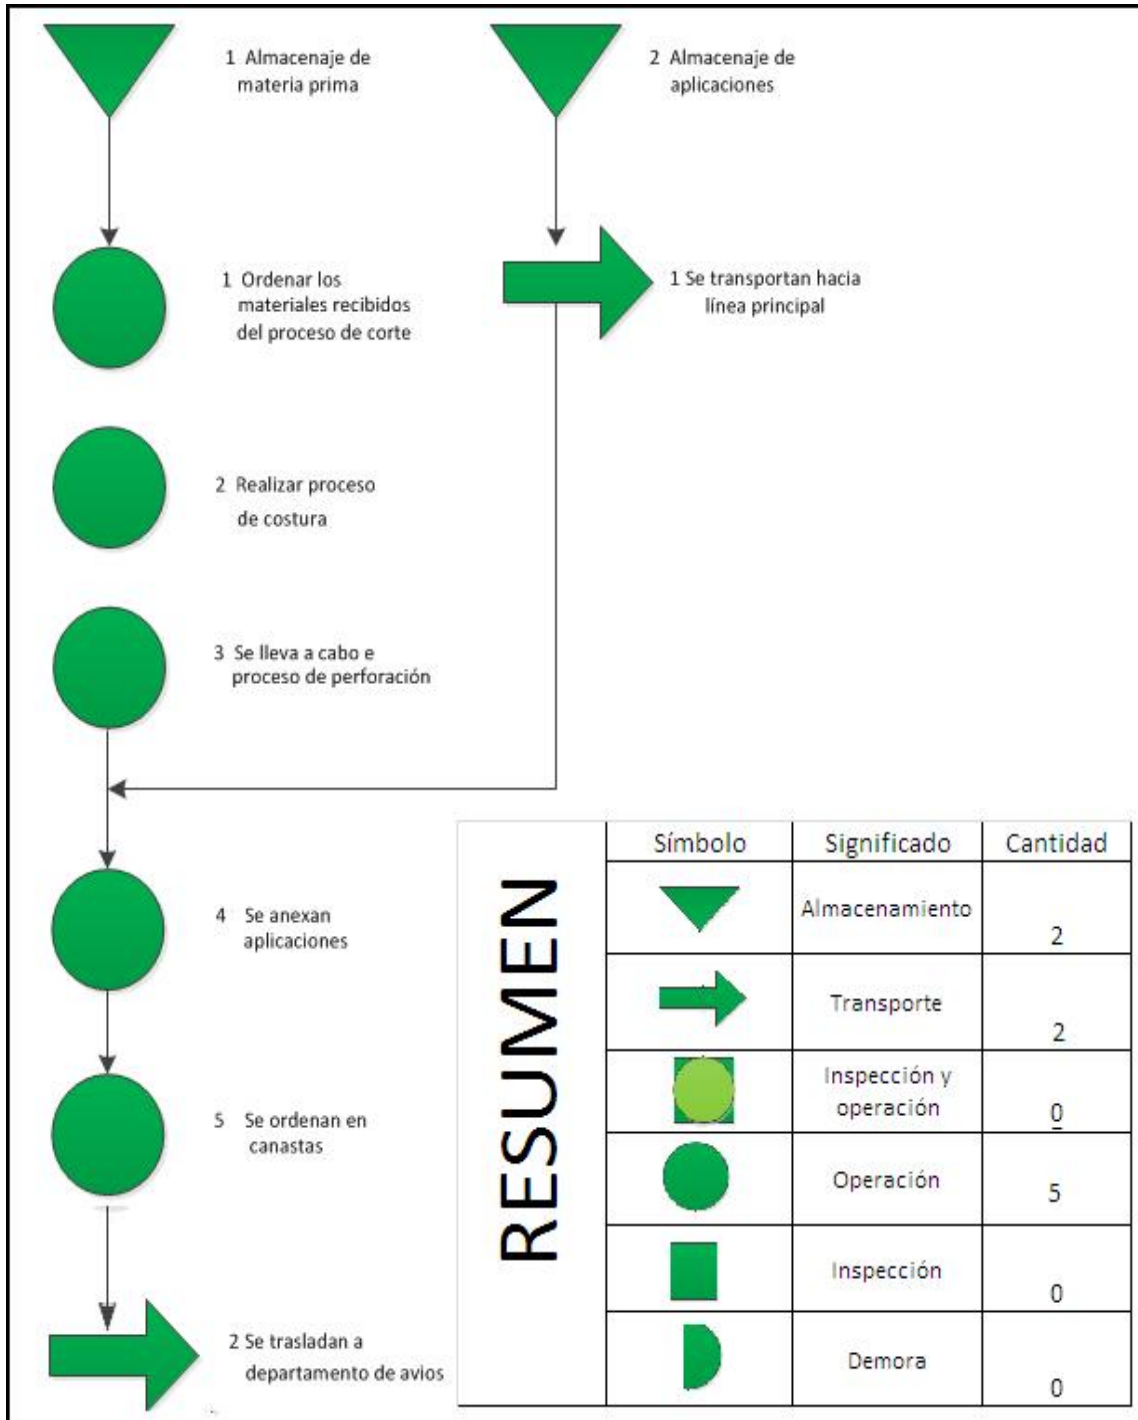 1 Almacenaje de
materia prima
2 Almacenaje de
aplicaciones
1 Ordenar los
materiales recibidos
del proceso de corte
1 Se transportan hacia
línea principal
2 Realizar proceso
de costura
3 Se lleva a cabo e
proceso de perforación
4 Se anexan
aplicaciones
5 Se ordenan en
canastas
2 Se trasladan a
departamento de avios
RESUMEN
Símbolo Significado Cantidad
Almacenamiento 2
Transporte 2
Inspección y
operación 0
Operación 5
Inspección 0
Demora 0